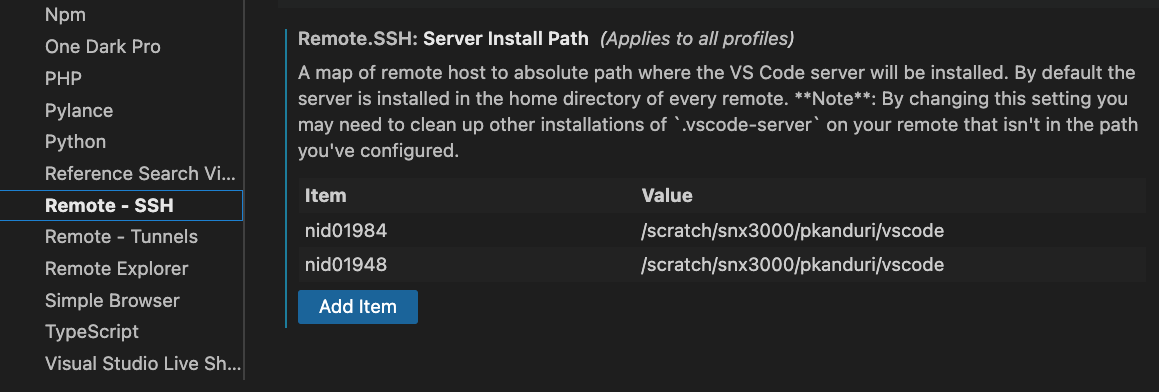 Npm
One Dark Pro
PHP
Pylance
Python
Reference Search Vi...
Remote - SSH
Remote - Tunnels
Remote Explorer
Simple Browser
TypeScript
Visual Studio Live Sh...
Remote.SSH: Server Install Path (Applies to all profiles)
A map of remote host to absolute path where the VS Code server will be installed. By default the
server is installed in the home directory of every remote. **Note**: By changing this setting you
may need to clean up other installations of `.vscode-server` on your remote that isn't in the path
you've configured.
Item Value
nid01984 /scratch/snx3000/pkanduri/vscode
nid01948 /scratch/snx3000/pkanduri/vscode
Add Item